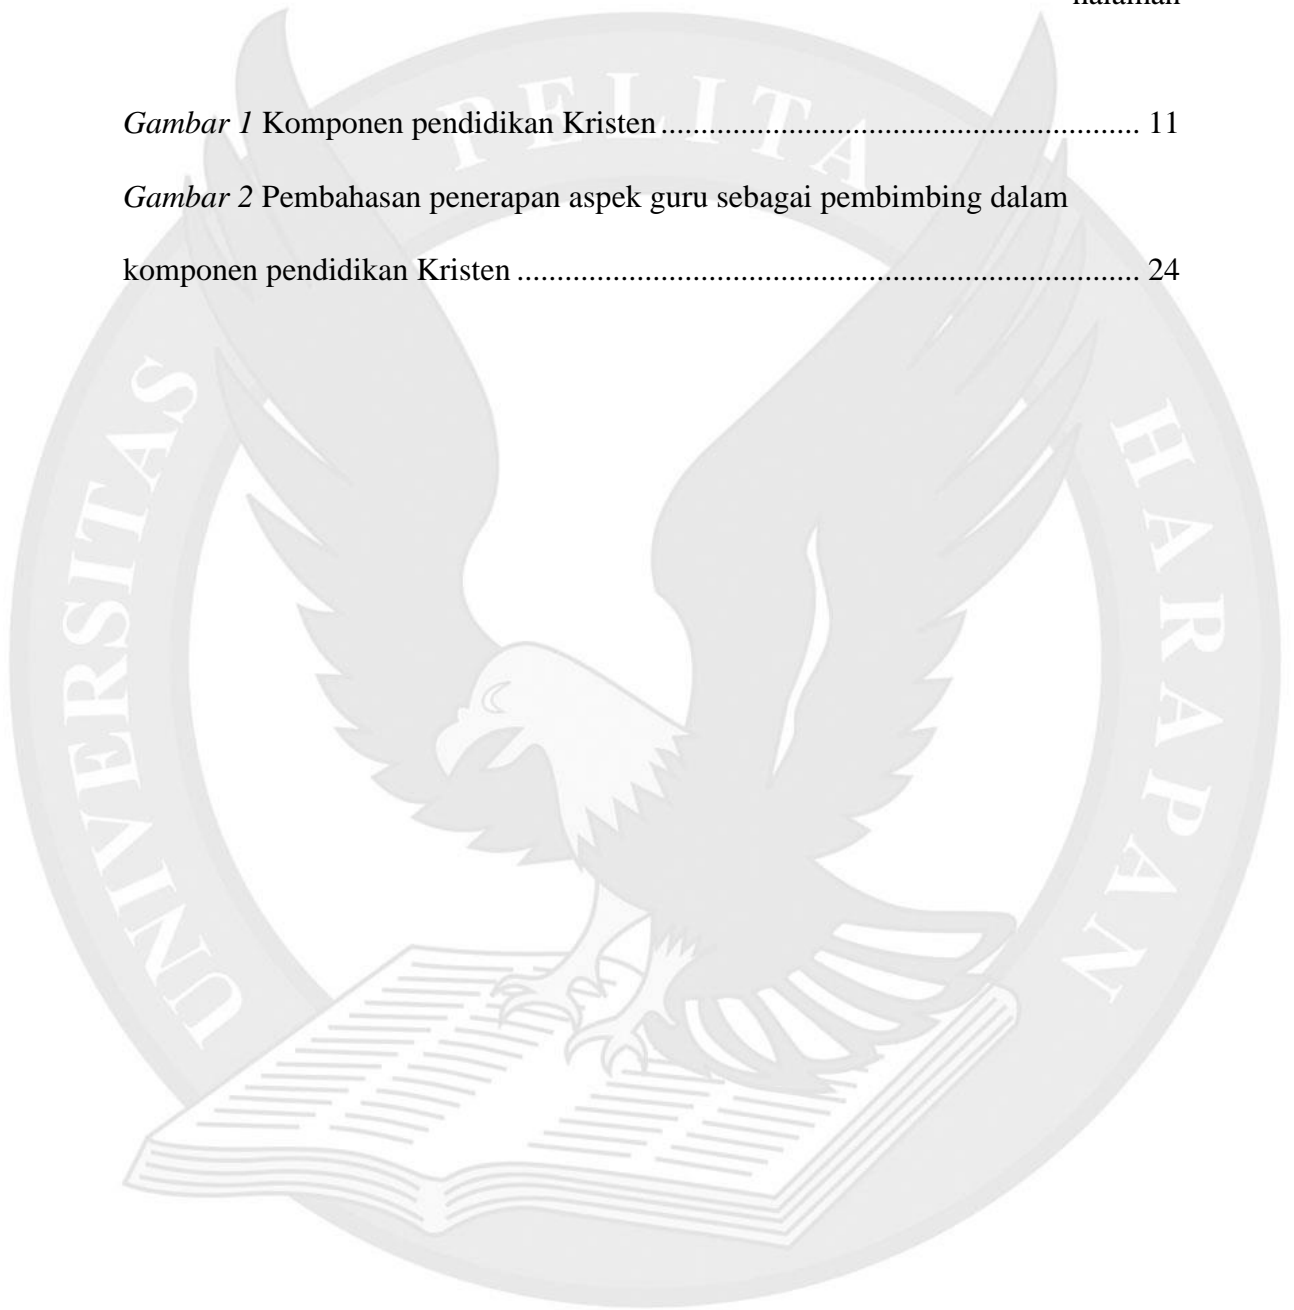 halaman
Gambar 1 Komponen pendidikan Kristen ............................................................ 11
Gambar 2 Pembahasan penerapan aspek guru sebagai pembimbing dalam
komponen pendidikan Kristen .............................................................................. 24
UNIVERSITAS PELITA HARAPAN